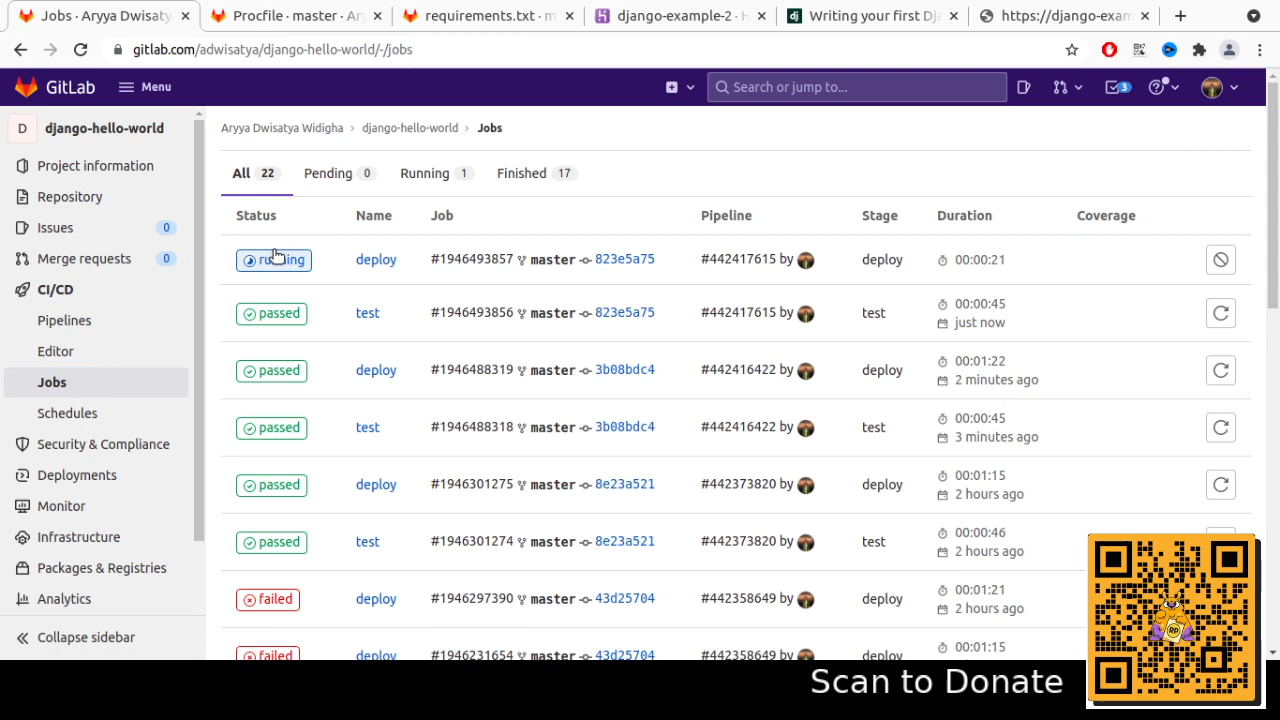 Jobs · Aryya Dwisaty
Procfile · master · Ar
requirements.txt · m
django-example-2 · H
Writing your first Dj
https://django-exam
gitlab.com/adwisatya/django-hello-world/-/jobs
GitLab
Menu
Search or jump to...
3
D
django-hello-world
Project information
Repository
Issues 0
Merge requests 0
CI/CD
Pipelines
Editor
Jobs
Schedules
Security & Compliance
Deployments
Monitor
Infrastructure
Packages & Registries
Analytics
Collapse sidebar
Aryya Dwisatya Widigha › django-hello-world › Jobs
All 22 Pending 0 Running 1 Finished 17
Status Name Job Pipeline Stage Duration Coverage
running deploy #1946493857 master 823e5a75 #442417615 by deploy 00:00:21
passed test #1946493856 master 823e5a75 #442417615 by test 00:00:45
just now
passed deploy #1946488319 master 3b08bdc4 #442416422 by deploy 00:01:22
2 minutes ago
passed test #1946488318 master 3b08bdc4 #442416422 by test 00:00:45
3 minutes ago
passed deploy #1946301275 master 8e23a521 #442373820 by deploy 00:01:15
2 hours ago
passed test #1946301274 master 8e23a521 #442373820 by test 00:00:46
2 hours ago
failed deploy #1946297390 master 43d25704 #442358649 by deploy 00:01:21
2 hours ago
failed deploy #1946231654 master 43d25704 #442358649 by deploy 00:01:15
RP
Scan to Donate